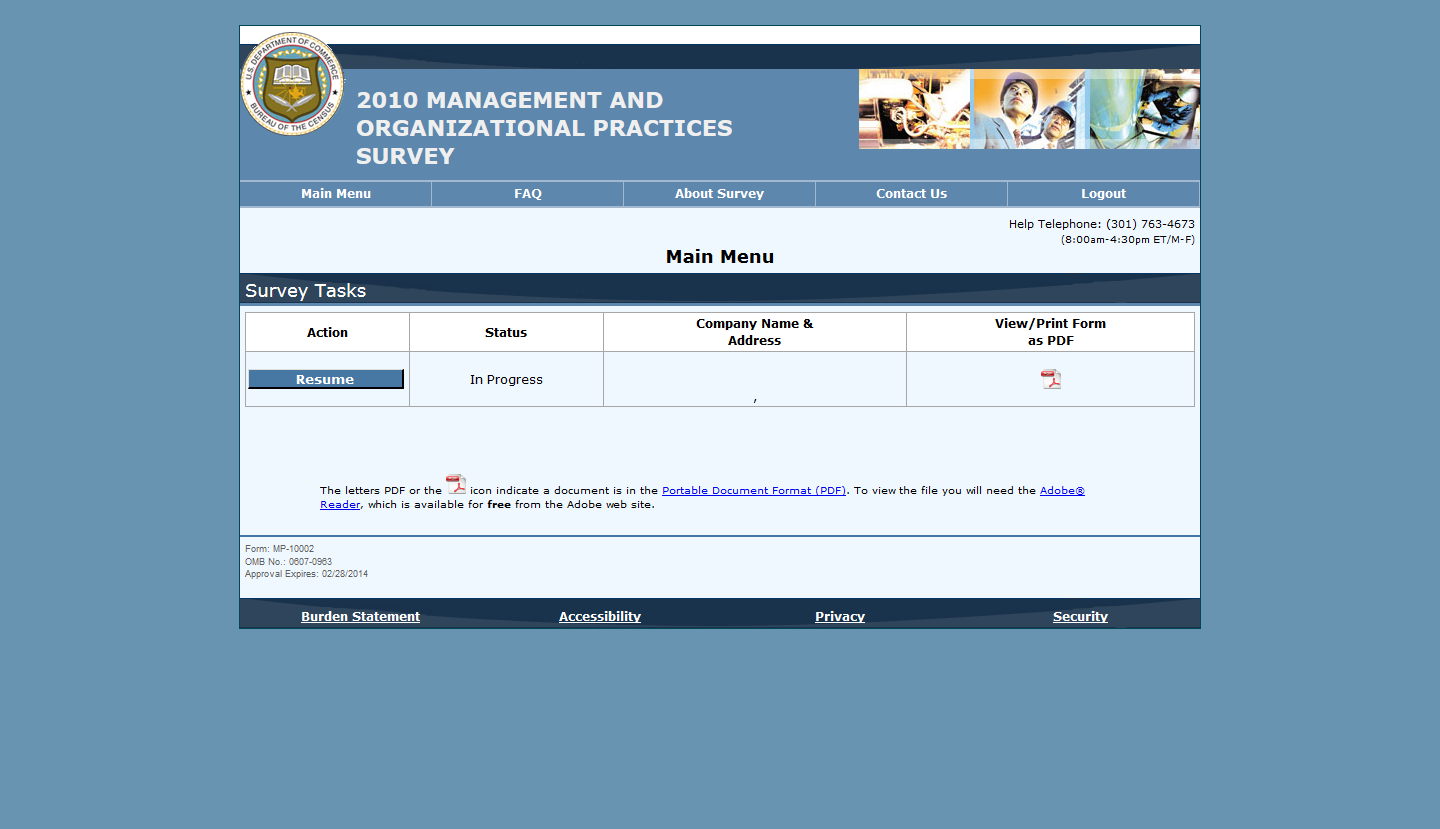 U.S. DEPARTMENT OF COMMERCE
BUREAU OF THE CENSUS
2010 MANAGEMENT AND
ORGANIZATIONAL PRACTICES
SURVEY
Main Menu FAQ About Survey Contact Us Logout
Help Telephone: (301) 763-4673
(8:00am-4:30pm ET/M-F)
Main Menu
Survey Tasks
Action Status Company Name & Address View/Print Form as PDF
Resume In Progress ,
The letters PDF or the icon indicate a document is in the Portable Document Format (PDF). To view the file you will need the Adobe®
Reader, which is available for free from the Adobe web site.
Form: MP-10002
OMB No.: 0607-0963
Approval Expires: 02/28/2014
Burden Statement Accessibility Privacy Security